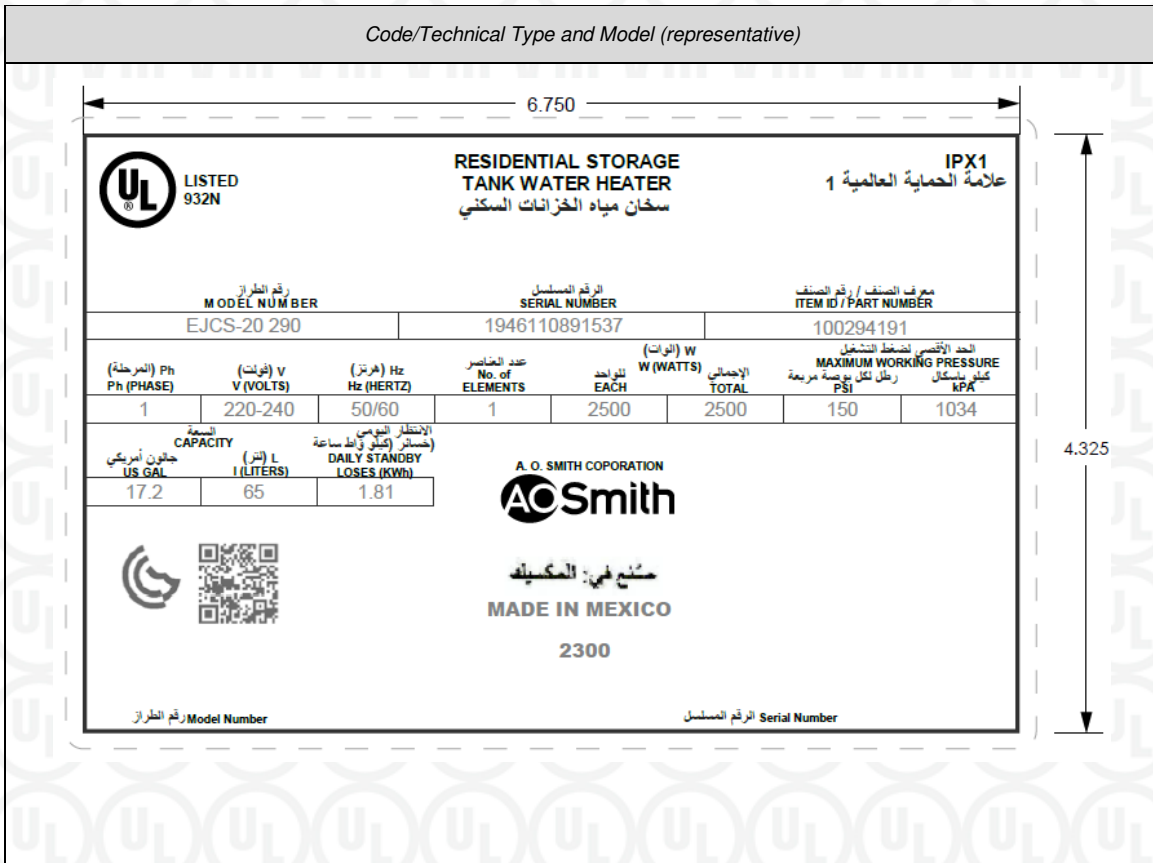 Code/Technical Type and Model (representative)
6.750
UL
®
LISTED
932N
RESIDENTIAL STORAGE
TANK WATER HEATER
سخان مياه الخزانات السكني
IPX1
علامة الحماية العالمية 1
رقم الطراز
MODEL NUMBER
الرقم المسلسل
SERIAL NUMBER
معرف الصنف / رقم الصنف
ITEM ID / PART NUMBER
EJCS-20 290
1946110891537
100294191
Ph (المرحلة)
Ph (PHASE)
V (فولت)
V (VOLTS)
Hz (هرتز)
Hz (HERTZ)
عدد العناصر
No. of
ELEMENTS
W (الوات)
W (WATTS)
للواحد
EACH
الإجمالي
TOTAL
الحد الأقصى لضغط التشغيل
MAXIMUM WORKING PRESSURE
رطل لكل بوصة مربعة
PSI
كيلو باسكال
kPA
1
220-240
50/60
1
2500
2500
150
1034
السعة
CAPACITY
جالون أمريكي
US GAL
L (لتر)
l (LITERS)
الانتظار اليومي
(خسائر (كيلو واط ساعة
DAILY STANDBY
LOSES (KWh)
17.2
65
1.81
4.325
A. O. SMITH COPORATION
AO Smith
صنع في: المكسيك
MADE IN MEXICO
2300
رقم الطراز Model Number
الرقم المسلسل Serial Number